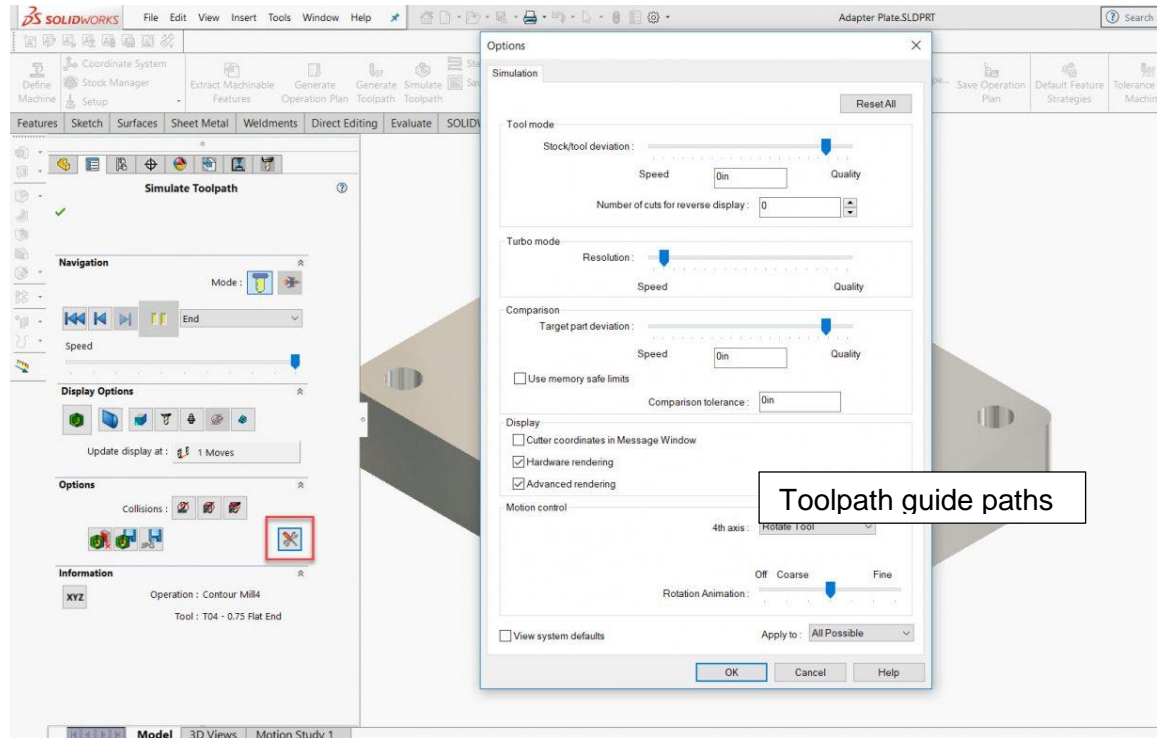 SOLIDWORKS File Edit View Insert Tools Window Help Adapter Plate.SLDPRT Search
Define Machine
Coordinate System
Stock Manager
Setup
Extract Machinable Features
Generate Operation Plan
Generate Toolpath
Simulate Toolpath
Save Operation Plan
Default Feature Strategies
Features Sketch Surfaces Sheet Metal Weldments Direct Editing Evaluate
Simulate Toolpath
Navigation
Mode :
End
Speed
Display Options
Update display at : 1 Moves
Options
Collisions :
JPG
Information
XYZ
Operation : Contour Mill4
Tool : T04 - 0.75 Flat End
Options
Simulation
Reset All
Tool mode
Stock/tool deviation :
Speed 0in Quality
Number of cuts for reverse display : 0
Turbo mode
Resolution :
Speed Quality
Comparison
Target part deviation :
Speed 0in Quality
Use memory safe limits
Comparison tolerance : 0in
Display
Cutter coordinates in Message Window
Hardware rendering
Advanced rendering
Toolpath guide paths
Motion control
4th axis : Rotate Tool
Off Coarse Fine
Rotation Animation :
View system defaults Apply to : All Possible
OK Cancel Help
Model 3D Views Motion Study 1